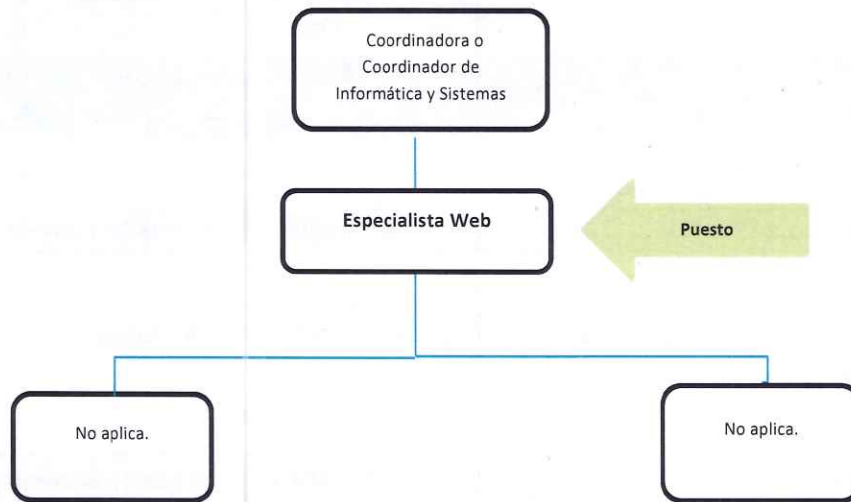 Coordinadora o
Coordinador de
Informática y Sistemas
Especialista Web
Puesto
No aplica.
No aplica.